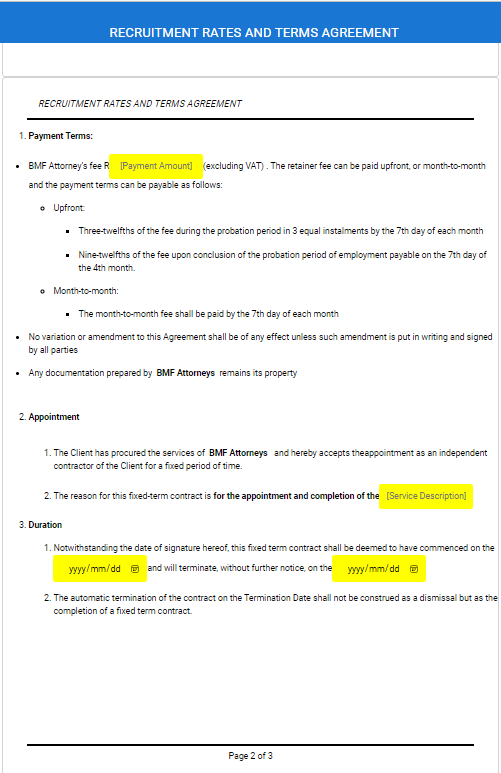 RECRUITMENT RATES AND TERMS AGREEMENT
RECRUITMENT RATES AND TERMS AGREEMENT
1. Payment Terms:
• BMF Attorney's fee R [Payment Amount] (excluding VAT) . The retainer fee can be paid upfront, or month-to-month
and the payment terms can be payable as follows:
Upfront:
Three-twelfths of the fee during the probation period in 3 equal instalments by the 7th day of each month
Nine-twelfths of the fee upon conclusion of the probation period of employment payable on the 7th day of
the 4th month.
Month-to-month:
The month-to-month fee shall be paid by the 7th day of each month
• No variation or amendment to this Agreement shall be of any effect unless such amendment is put in writing and signed
by all parties
• Any documentation prepared by BMF Attorneys remains its property
2. Appointment
1. The Client has procured the services of BMF Attorneys and hereby accepts theappointment as an independent
contractor of the Client for a fixed period of time.
2. The reason for this fixed-term contract is for the appointment and completion of the [Service Description]
3. Duration
1. Notwithstanding the date of signature hereof, this fixed term contract shall be deemed to have commenced on the
yyyy/mm/dd and will terminate, without further notice, on the yyyy/mm/dd
2. The automatic termination of the contract on the Termination Date shall not be construed as a dismissal but as the
completion of a fixed term contract.
Page 2 of 3